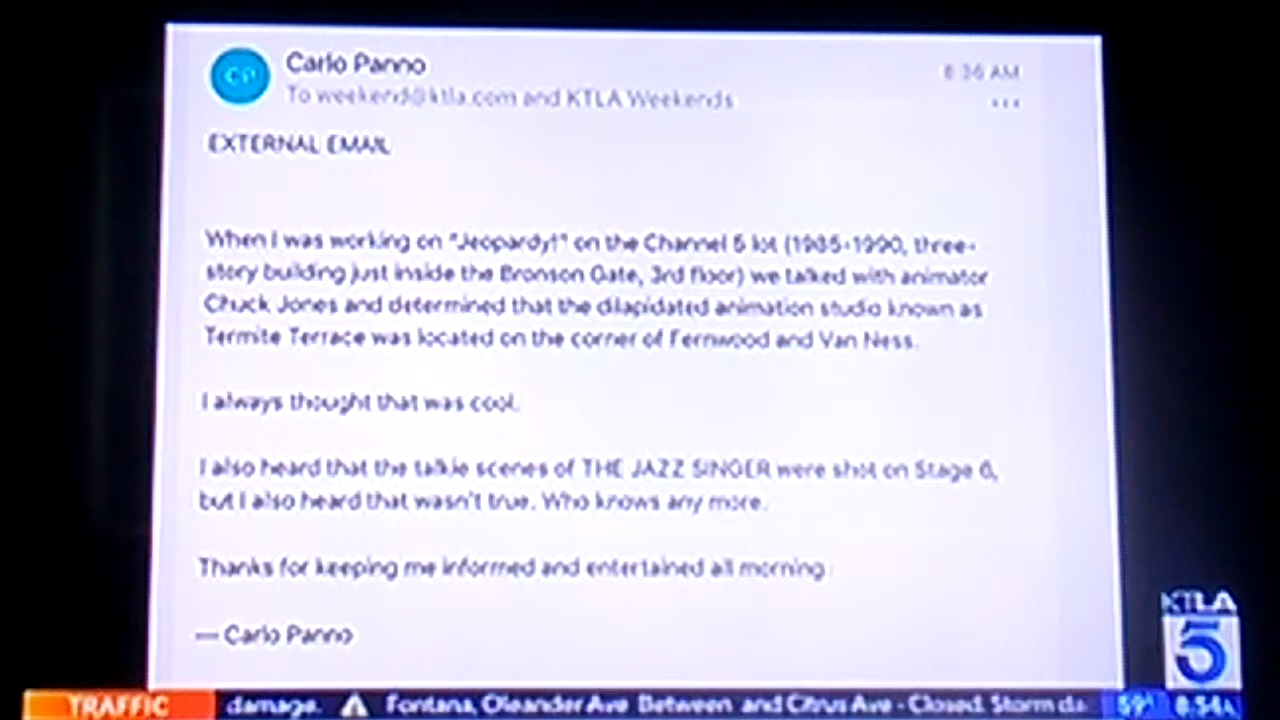 CP
Carlo Panno
8:36 AM
To weekend@ktla.com and KTLA Weekends
...
EXTERNAL EMAIL
When I was working on "Jeopardy!" on the Channel 5 lot (1985-1990, three-
story building just inside the Bronson Gate, 3rd floor) we talked with animator
Chuck Jones and determined that the dilapidated animation studio known as
Termite Terrace was located on the corner of Fernwood and Van Ness.
I always thought that was cool.
I also heard that the talkie scenes of THE JAZZ SINGER were shot on Stage 6,
but I also heard that wasn't true. Who knows any more.
Thanks for keeping me informed and entertained all morning
— Carlo Panno
KTLA
5
TRAFFIC damage. Fontana, Oleander Ave Between and Citrus Ave - Closed. Storm da 59° 8:54